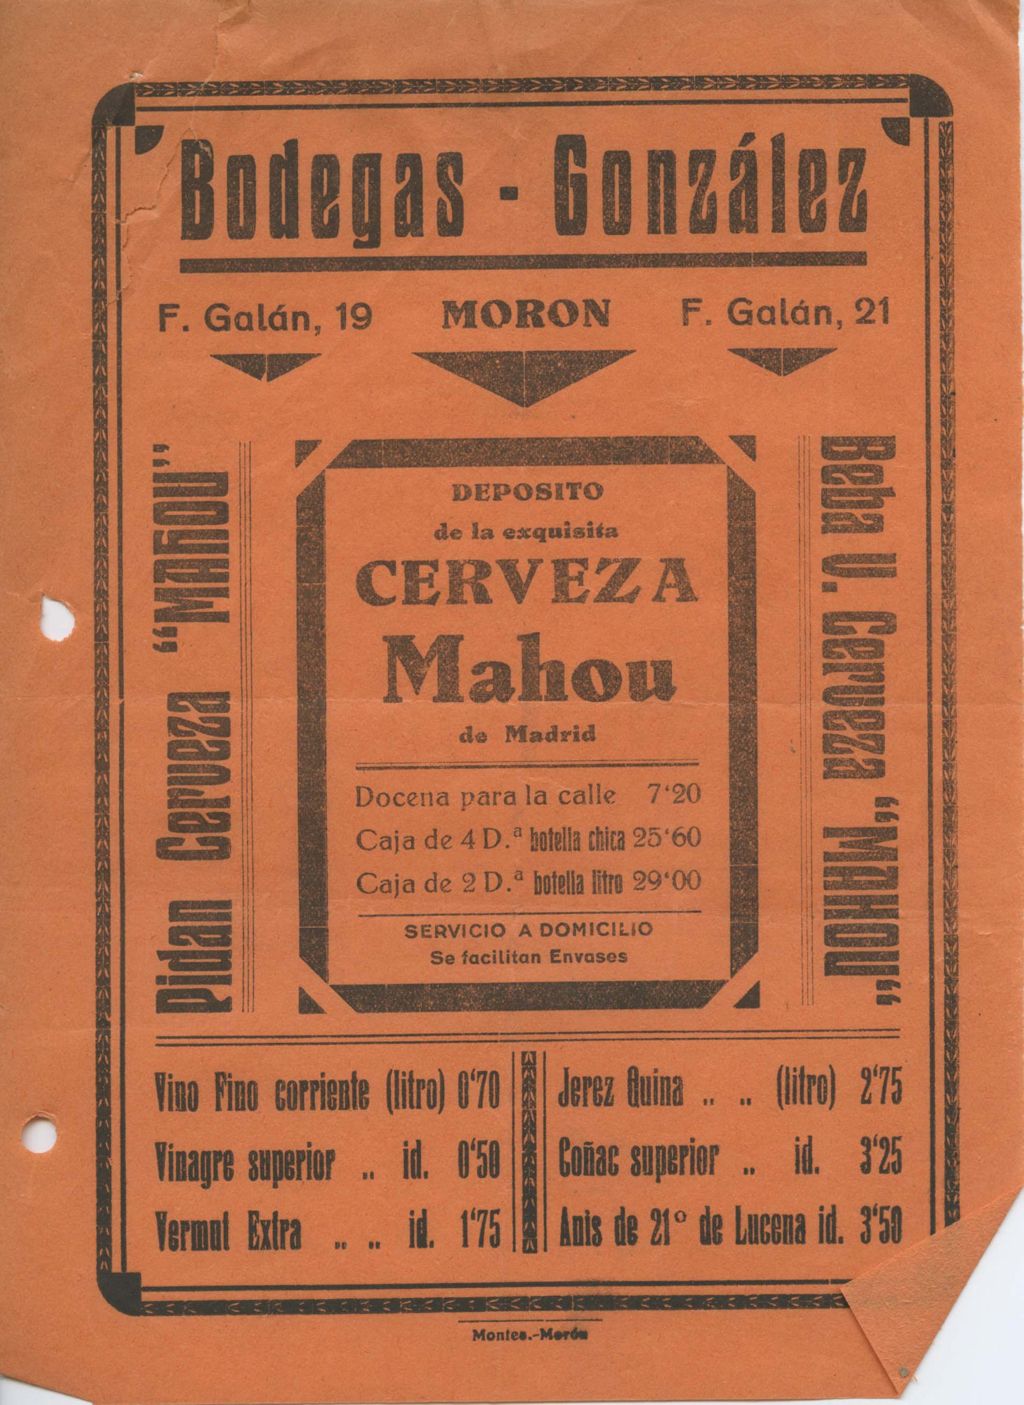 Bodegas - González
F. Galán, 19 MORON F. Galán, 21
Pidan Cerveza "MAHOU"
DEPOSITO
de la exquisita
CERVEZA
Mahou
de Madrid
Docena para la calle 7'20
Caja de 4 D.ª botella chica 25'60
Caja de 2 D.ª botella litro 29'00
SERVICIO A DOMICILIO
Se facilitan Envases
Beba V. Cerveza "MAHOU"
Vino Fino corriente (litro) 0'70
Vinagre superior .. id. 0'50
Vermut Extra .. .. id. 1'75
Jerez Quina .. .. (litro) 2'75
Coñac superior .. id. 3'25
Anis de 21º de Lucena id. 3'50
Montes.-Morón